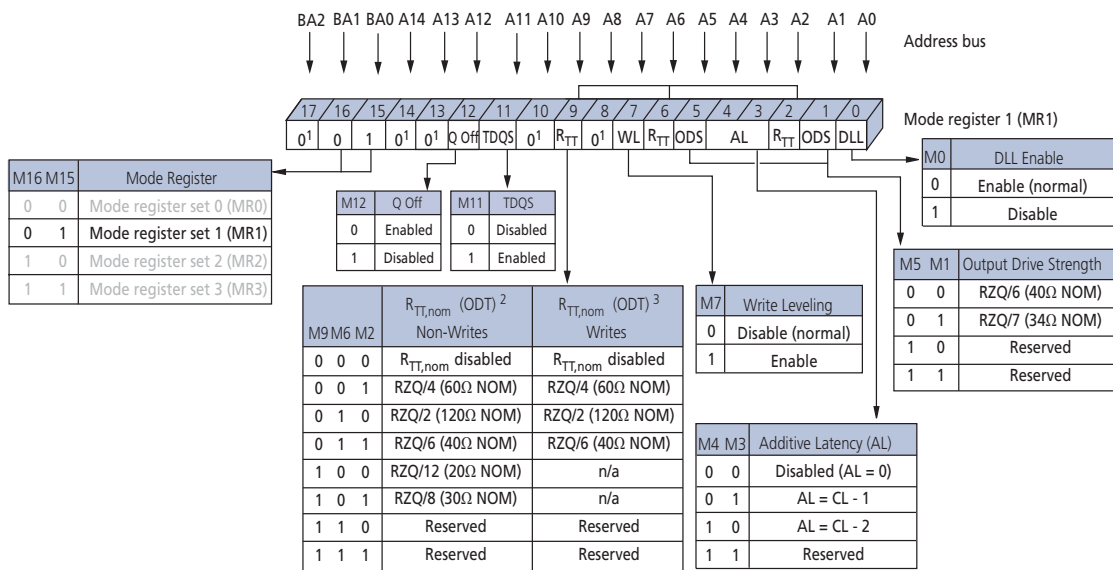 BA2 BA1 BA0 A14 A13 A12 A11 A10 A9 A8 A7 A6 A5 A4 A3 A2 A1 A0
Address bus
17 16 15 14 13 12 11 10 9 8 7 6 5 4 3 2 1 0
0¹ 0 1 0¹ 0¹ Q Off TDQS 0¹ RTT 0¹ WL RTT ODS AL RTT ODS DLL
Mode register 1 (MR1)
M16 M15 Mode Register
0 0 Mode register set 0 (MR0)
0 1 Mode register set 1 (MR1)
1 0 Mode register set 2 (MR2)
1 1 Mode register set 3 (MR3)
M12 Q Off
0 Enabled
1 Disabled
M11 TDQS
0 Disabled
1 Enabled
M0 DLL Enable
0 Enable (normal)
1 Disable
M5 M1 Output Drive Strength
0 0 RZQ/6 (40Ω NOM)
0 1 RZQ/7 (34Ω NOM)
1 0 Reserved
1 1 Reserved
RTT,nom (ODT) ² RTT,nom (ODT) ³
M9 M6 M2 Non-Writes Writes
0 0 0 RTT,nom disabled RTT,nom disabled
0 0 1 RZQ/4 (60Ω NOM) RZQ/4 (60Ω NOM)
0 1 0 RZQ/2 (120Ω NOM) RZQ/2 (120Ω NOM)
0 1 1 RZQ/6 (40Ω NOM) RZQ/6 (40Ω NOM)
1 0 0 RZQ/12 (20Ω NOM) n/a
1 0 1 RZQ/8 (30Ω NOM) n/a
1 1 0 Reserved Reserved
1 1 1 Reserved Reserved
M7 Write Leveling
0 Disable (normal)
1 Enable
M4 M3 Additive Latency (AL)
0 0 Disabled (AL = 0)
0 1 AL = CL - 1
1 0 AL = CL - 2
1 1 Reserved